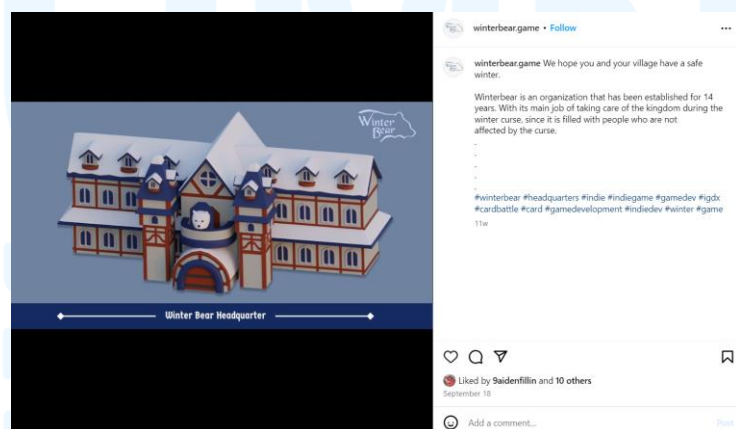 Winter
Bear
Winter Bear Headquarter
winterbear.game • Follow
winterbear.game We hope you and your village have a safe
winter.
Winterbear is an organization that has been established for 14
years. With its main job of taking care of the kingdom during the
winter curse, since it is filled with people who are not
affected by the curse.
.
.
.
.
.
#winterbear #headquarters #indie #indiegame #gamedev #igdx
#cardbattle #card #gamedevelopment #indiedev #winter #game
11w
Liked by 9aidenfillin and 10 others
September 18
Add a comment...
Post